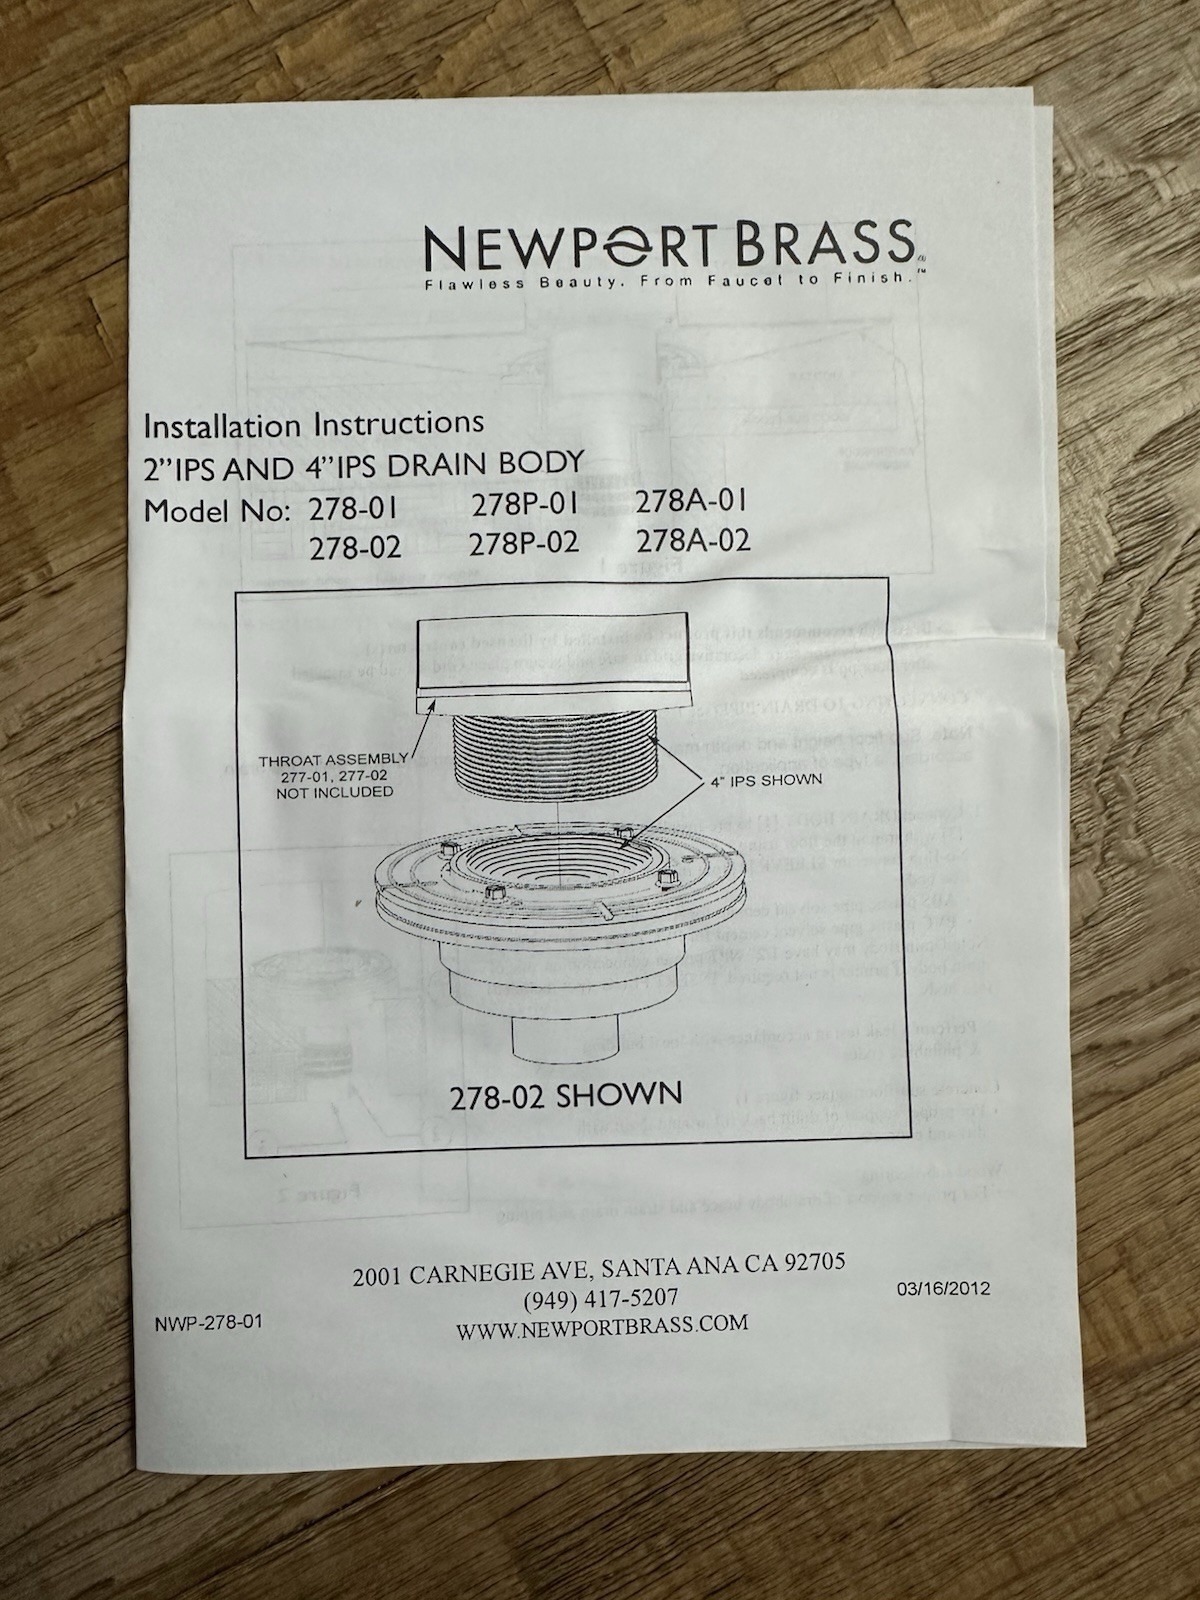 NEWPORT BRASS
Flawless Beauty. From Faucet to Finish.™
Installation Instructions
2”IPS AND 4”IPS DRAIN BODY
Model No: 278-01 278P-01 278A-01
278-02 278P-02 278A-02
THROAT ASSEMBLY
277-01, 277-02
NOT INCLUDED
4" IPS SHOWN
278-02 SHOWN
2001 CARNEGIE AVE, SANTA ANA CA 92705
(949) 417-5207
WWW.NEWPORTBRASS.COM
NWP-278-01
03/16/2012